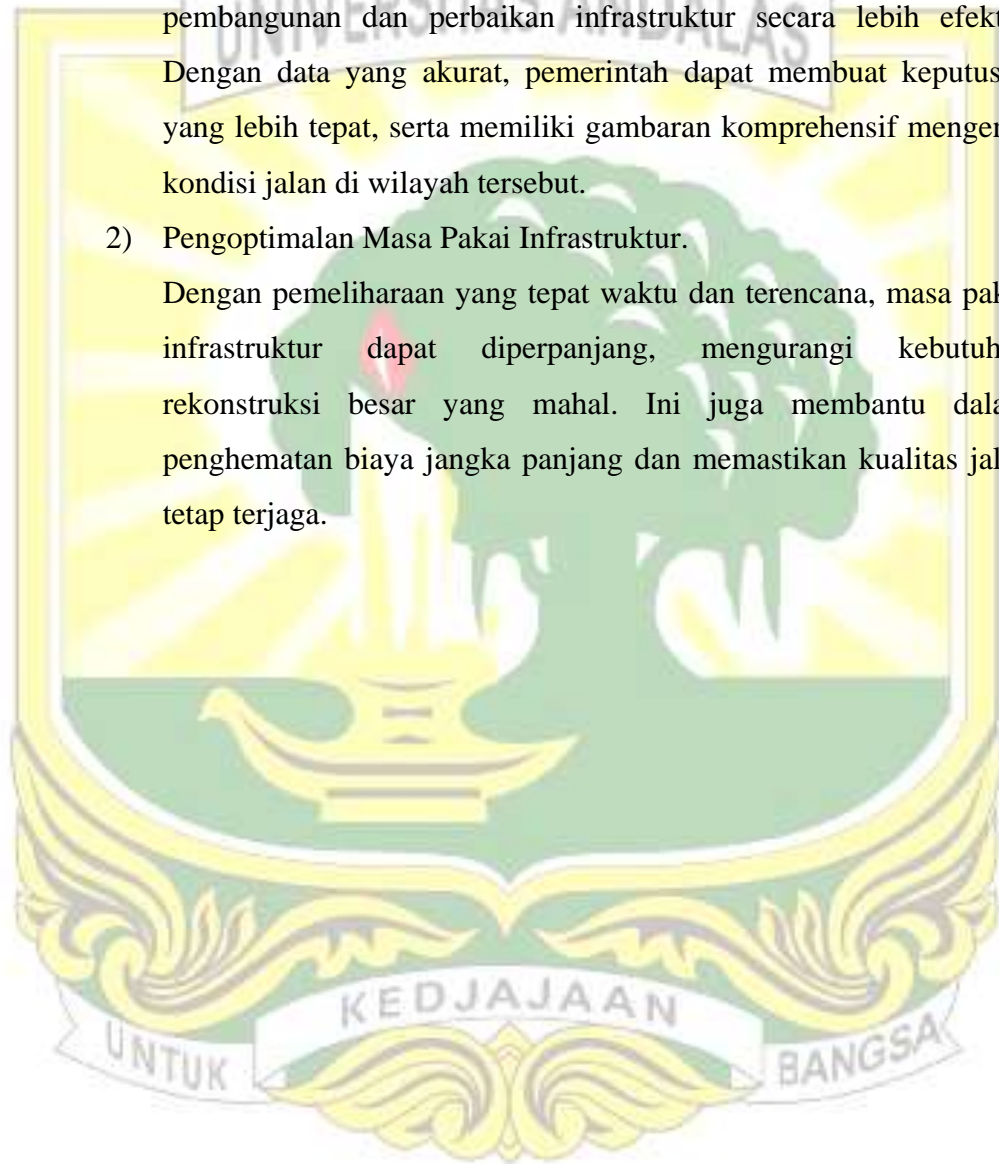 pembangunan dan perbaikan infrastruktur secara lebih efekt
UNIVERSITAS ANDALAS
Dengan data yang akurat, pemerintah dapat membuat keputus
yang lebih tepat, serta memiliki gambaran komprehensif menger
kondisi jalan di wilayah tersebut.
2) Pengoptimalan Masa Pakai Infrastruktur.
Dengan pemeliharaan yang tepat waktu dan terencana, masa pak
infrastruktur dapat diperpanjang, mengurangi kebutuh
rekonstruksi besar yang mahal. Ini juga membantu dala
penghematan biaya jangka panjang dan memastikan kualitas jal
tetap terjaga.
UNTUK KEDJAJAAN BANGSA